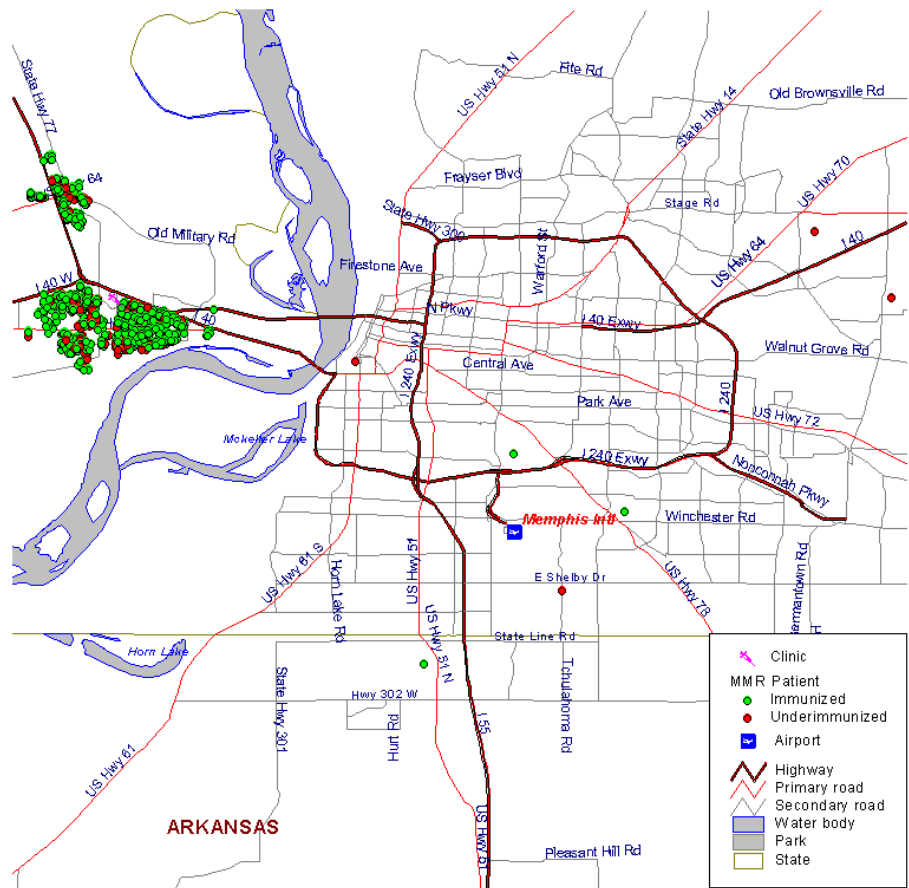 Fite Rd
US Hwy 51 N
State Hwy 14
Old Brownsville Rd
State Hwy 77
Frayser Blvd
US Hwy 70
64
Stage Rd
State Hwy 300
Old Military Rd
Warford St
US Hwy 64
I 40
Firestone Ave
I 40 W
N Pkwy
I 40
I 40 Exwy
Walnut Grove Rd
Central Ave
I 240 Exwy
I 240
Park Ave
US Hwy 72
Mckellar Lake
I 240 Exwy
Nonconnah Pkwy
Memphis Intl
Winchester Rd
US Hwy 61 S
Horn Lake Rd
US Hwy 51
E Shelby Dr
US Hwy 78
Germantown Rd
State Line Rd
Horn Lake
US Hwy 51 N
Tchulahoma Rd
State Hwy 301
Hwy 302 W
Hurt Rd
I 55
US Hwy 61
US Hwy 51
ARKANSAS
Pleasant Hill Rd
Clinic
MMR Patient
Immunized
Underimmunized
Airport
Highway
Primary road
Secondary road
Water body
Park
State